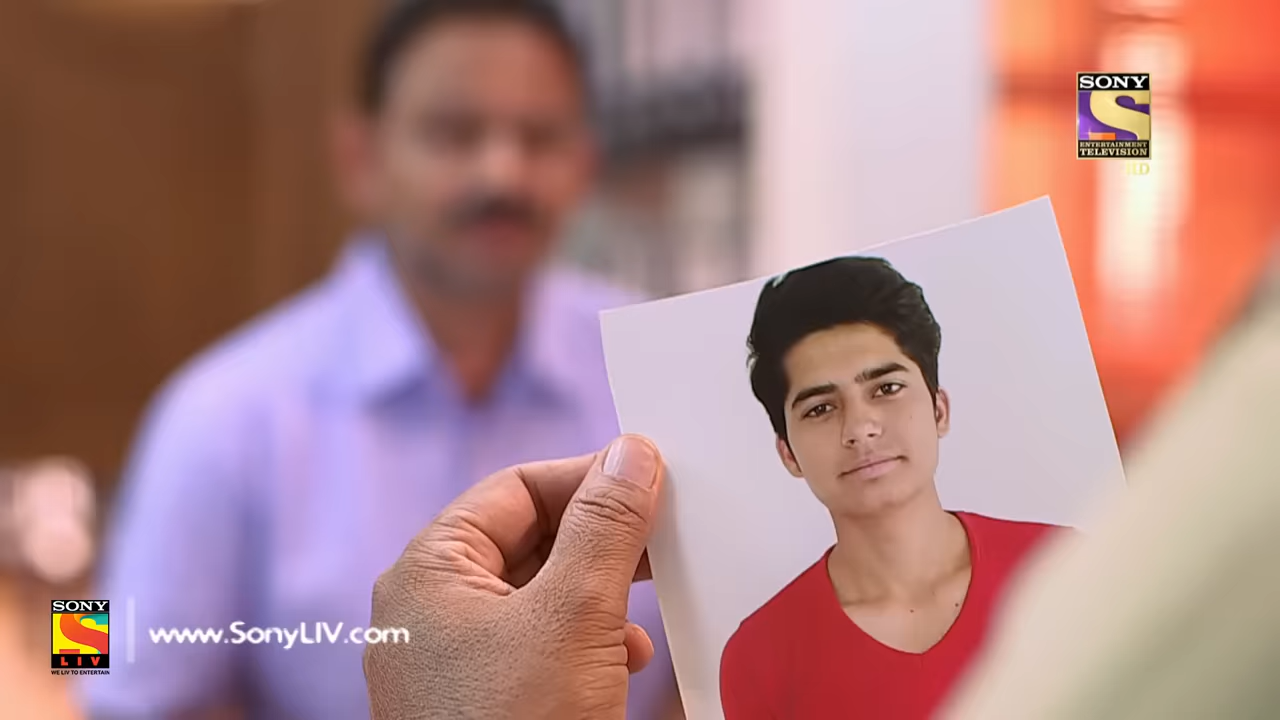 SONY
ENTERTAINMENT
TELEVISION
HD
SONY
LIV
WE LIV TO ENTERTAIN
www.SonyLIV.com